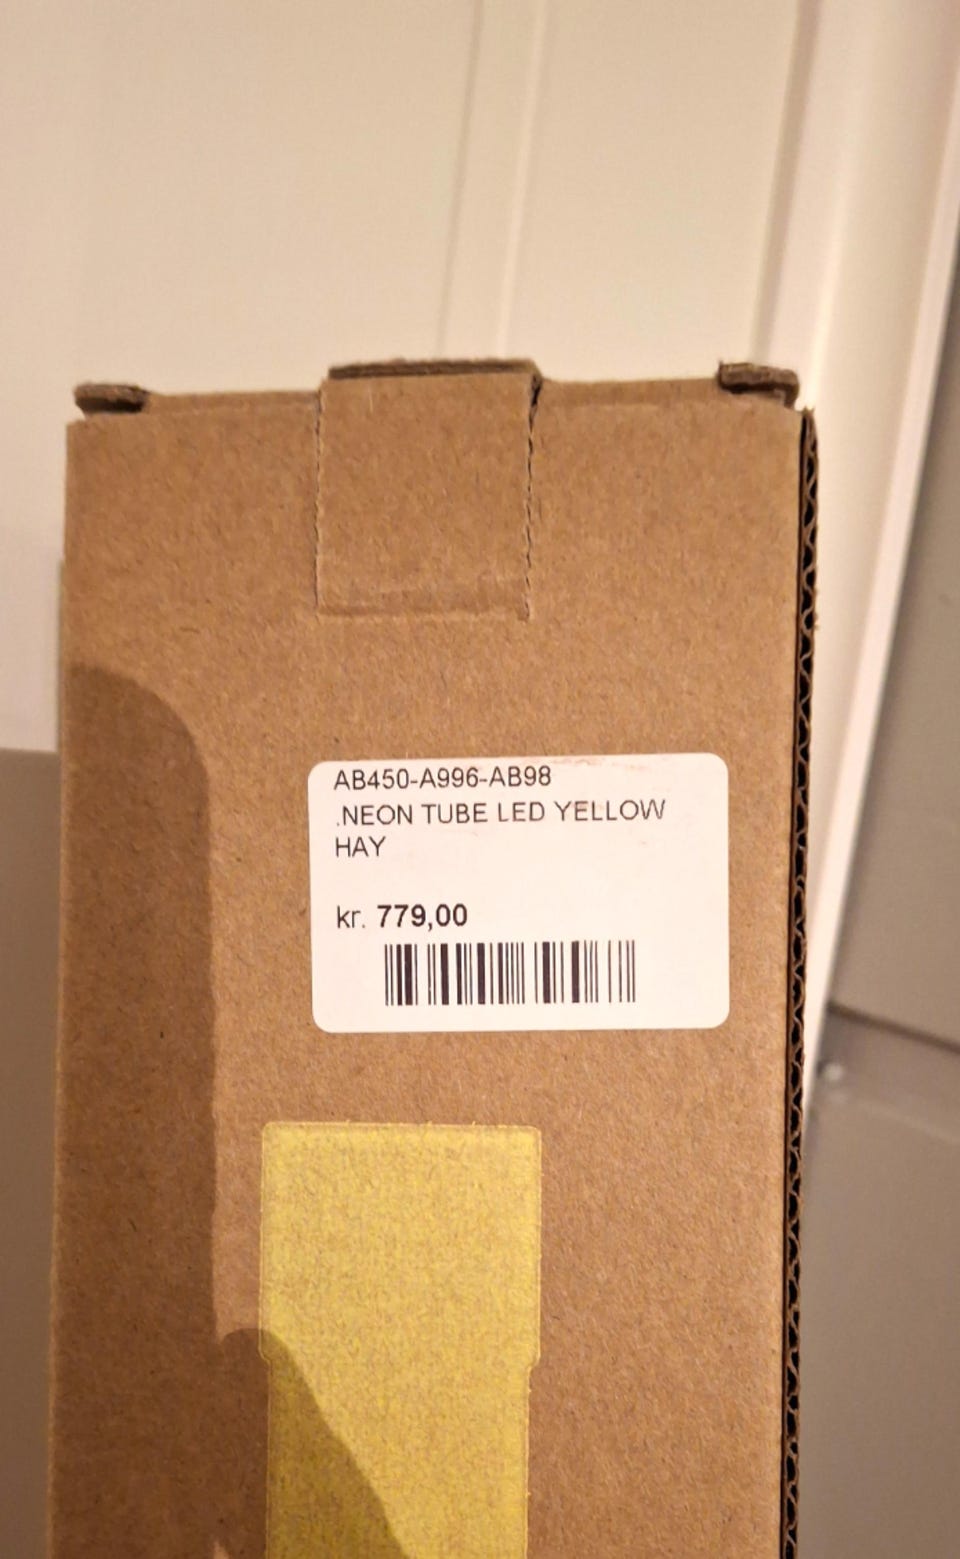 AB450-A996-AB98
.NEON TUBE LED YELLOW
HAY
kr. 779,00